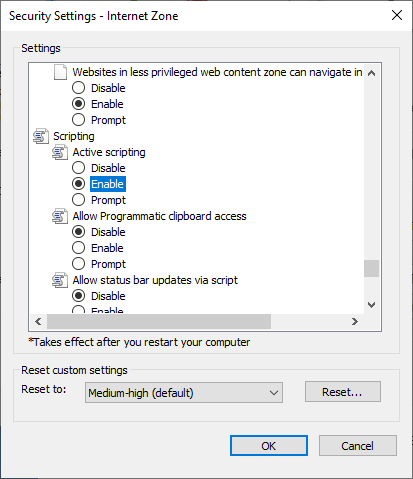 Security Settings - Internet Zone
Settings
Websites in less privileged web content zone can navigate in
Disable
Enable
Prompt
Scripting
Active scripting
Disable
Enable
Prompt
Allow Programmatic clipboard access
Disable
Enable
Prompt
Allow status bar updates via script
Disable
Enable
*Takes effect after you restart your computer
Reset custom settings
Reset to:
Medium-high (default)
Reset...
OK
Cancel